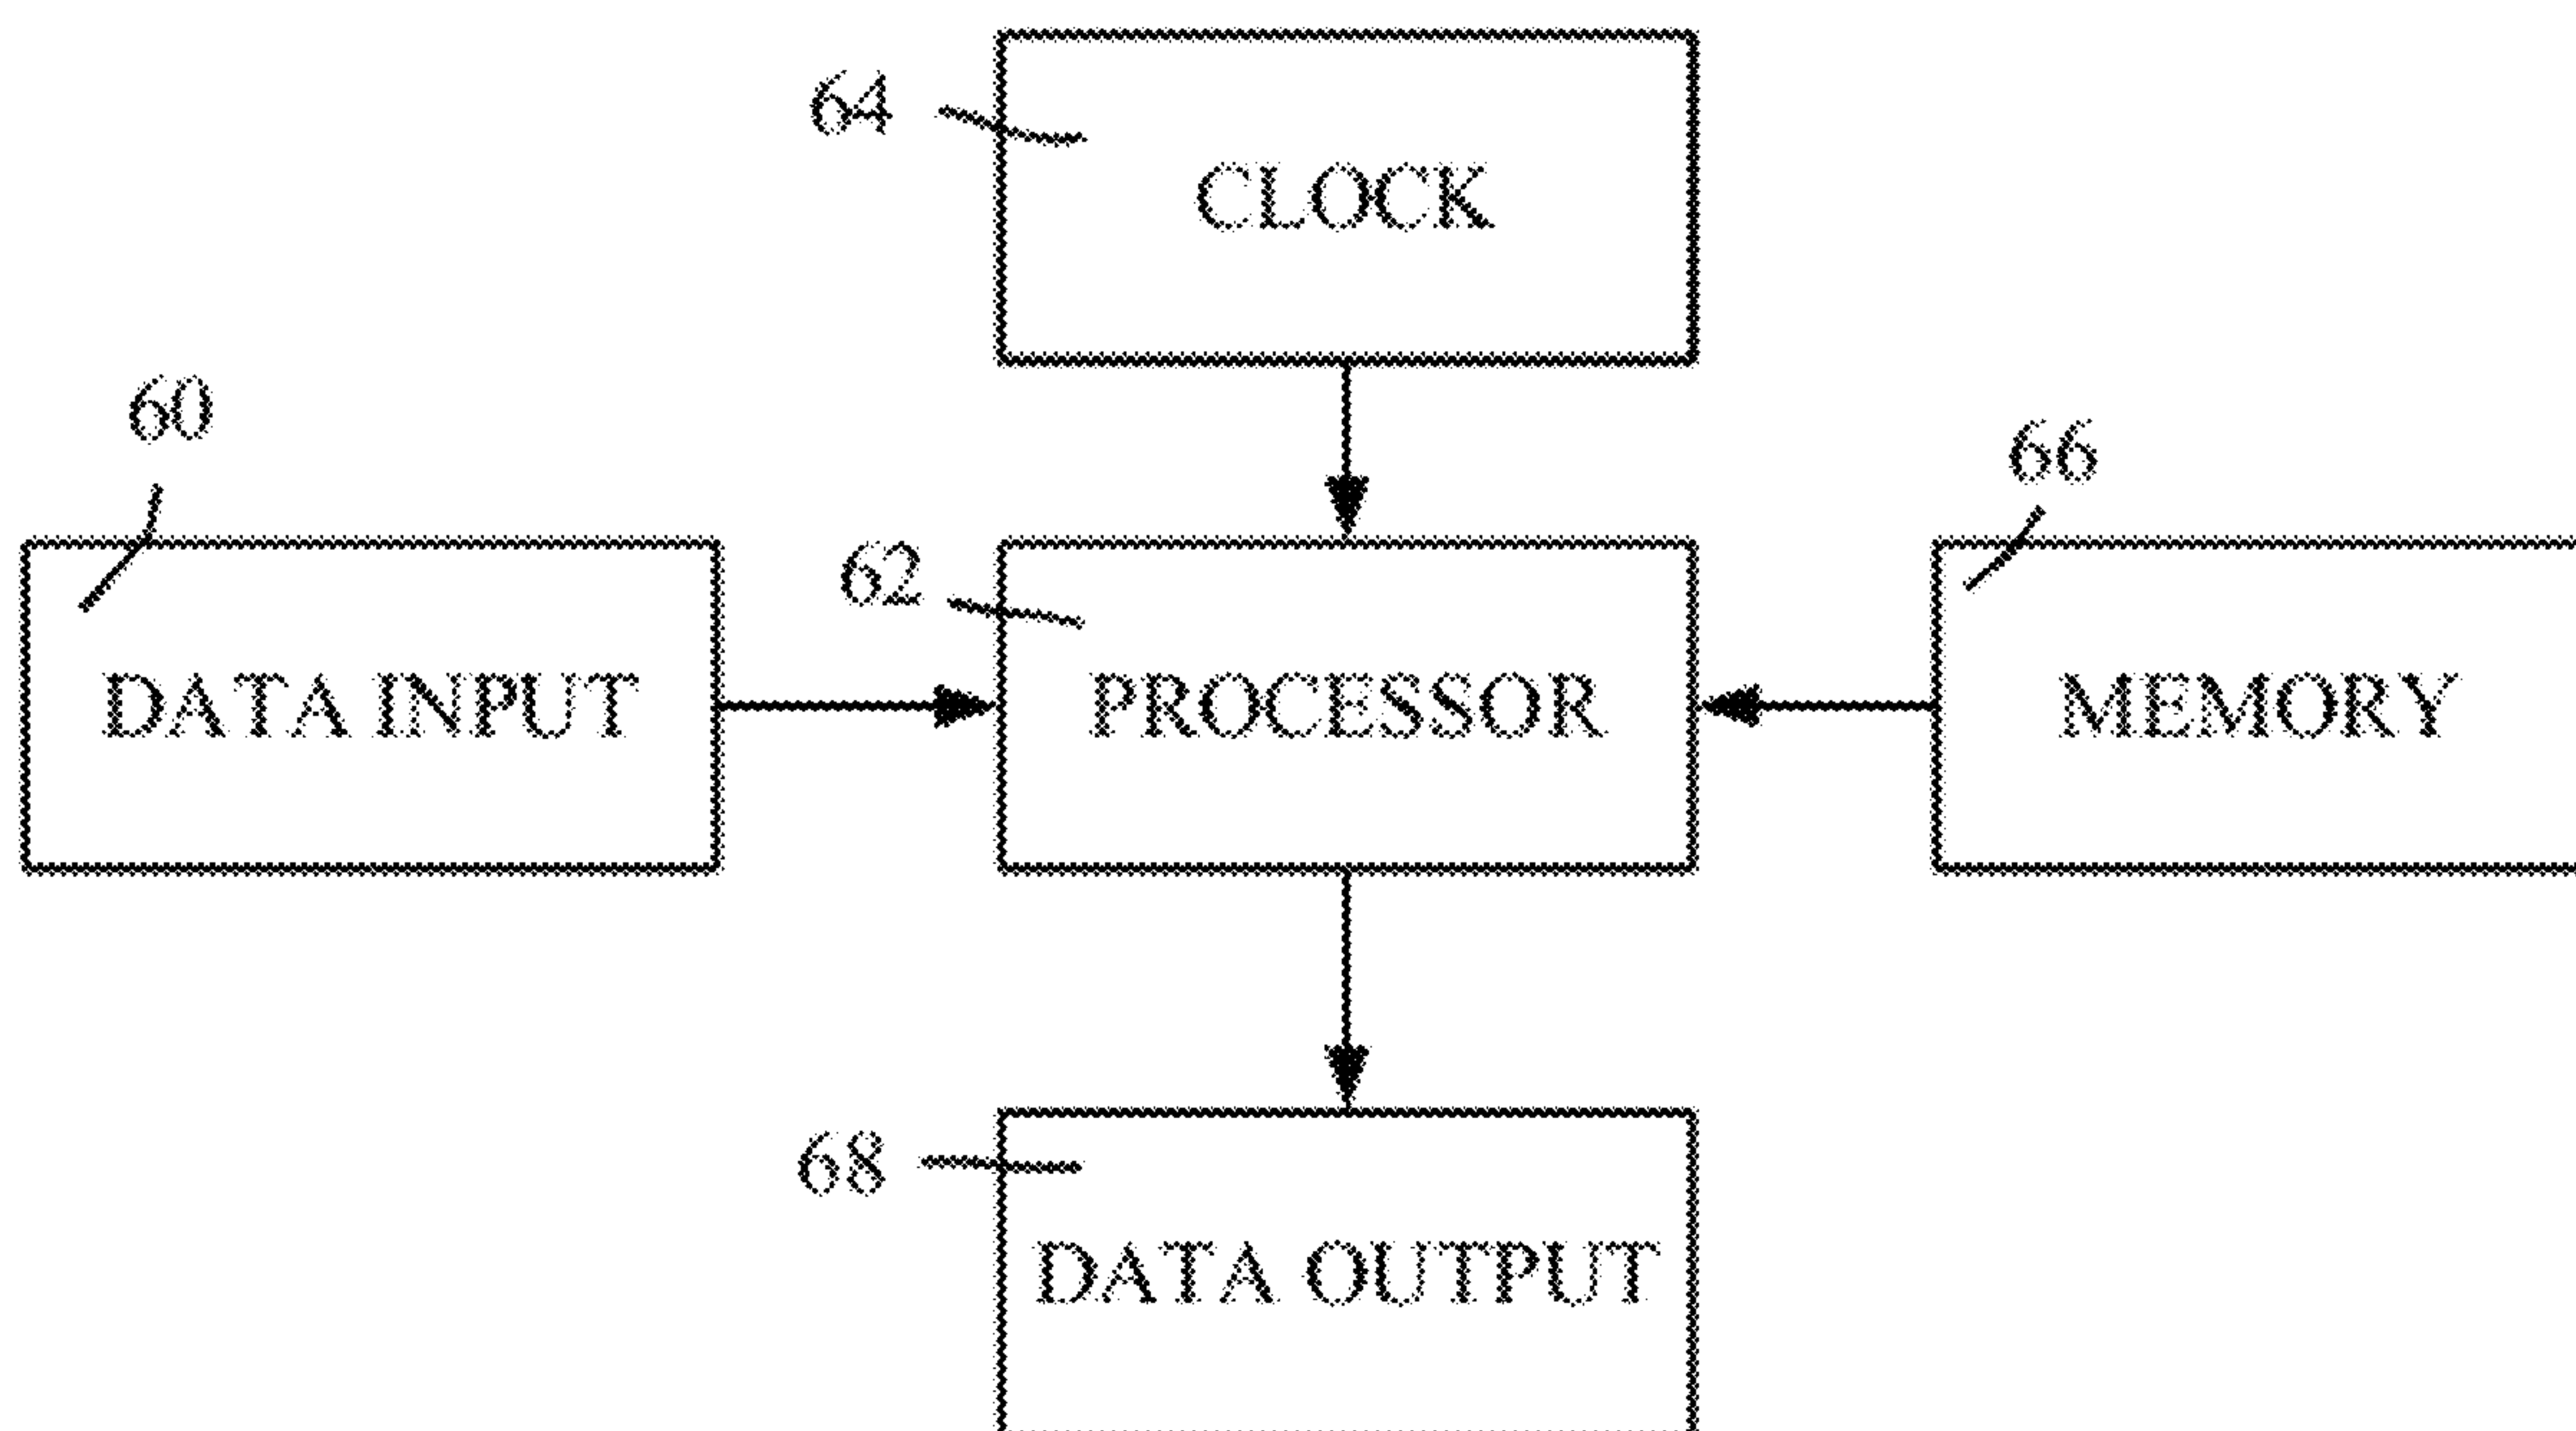 64
CLOCK
60
66
62
DATA INPUT
PROCESSOR
MEMORY
68
DATA OUTPUT